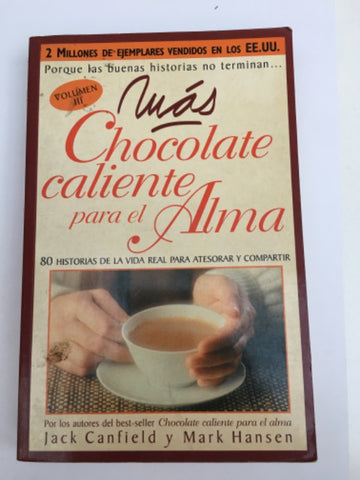 2 MILLONES DE EJEMPLARES VENDIDOS EN LOS EE.UU.
Porque las buenas historias no terminan...
VOLUMEN
III
Más
Chocolate
caliente
para el Alma
80 HISTORIAS DE LA VIDA REAL PARA ATESORAR Y COMPARTIR
Por los autores del best-seller Chocolate caliente para el alma
Jack Canfield y Mark Hansen